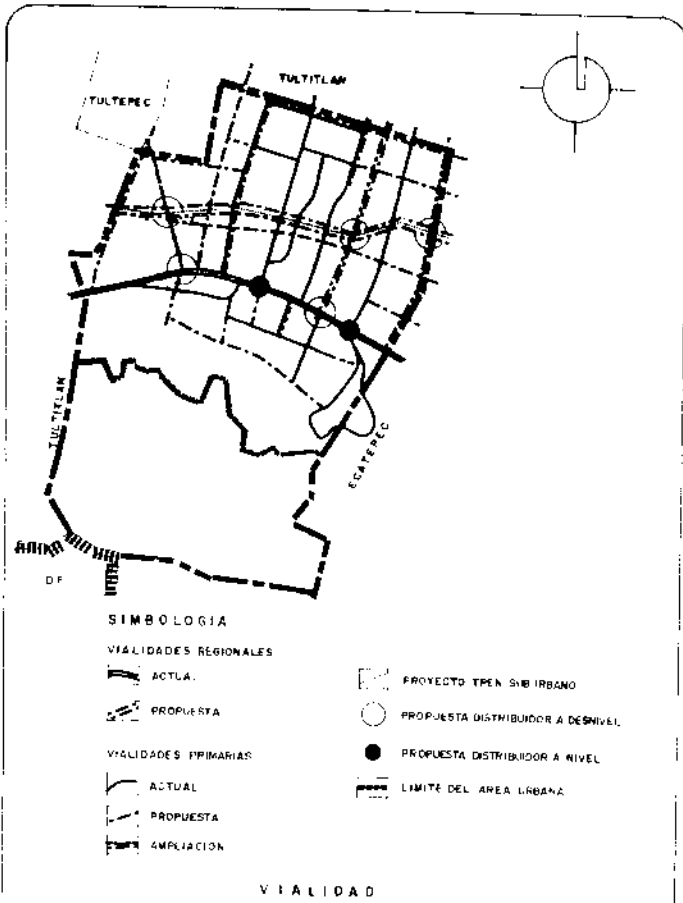 TULTITLAN
TULTEPEC
TULTITLAN
ECATEPEC
DF
SIMBOLOGIA
VIALIDADES REGIONALES
ACTUAL
PROPUESTA
VIALIDADES PRIMARIAS
ACTUAL
PROPUESTA
AMPLIACION
PROYECTO TREN SUBURBANO
PROPUESTA DISTRIBUIDOR A DESNIVEL
PROPUESTA DISTRIBUIDOR A NIVEL
LIMITE DEL AREA URBANA
VIALIDAD